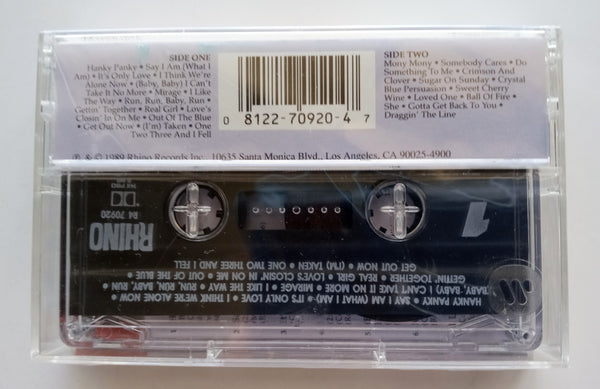 SIDE ONE
Hanky Panky • Say I Am (What I
Am) • It's Only Love • I Think We're
Alone Now • (Baby, Baby) I Can't
Take It No More • Mirage • I Like
The Way • Run, Run, Baby, Run •
Gettin' Together • Real Girl • Love's
Closin' In On Me • Out Of The Blue
• Get Out Now • (I'm) Taken • One
Two Three And I Fell
D 8122-70920-4 7
SIDE TWO
Mony Mony • Somebody Cares • Do
Something To Me • Crimson And
Clover • Sugar On Sunday • Crystal
Blue Persuasion • Sweet Cherry
Wine • Loved One • Ball Of Fire •
She • Gotta Get Back To You •
Draggin' The Line
℗ & © 1989 Rhino Records Inc., 10635 Santa Monica Blvd., Los Angeles, CA 90025-4900
1
HANKY PANKY • SAY I AM (WHAT I AM) • IT'S ONLY LOVE • I THINK WE'RE ALONE NOW
BABY, BABY) I CAN'T TAKE IT NO MORE • MIRAGE • I LIKE THE WAY • RUN, RUN, BABY, RUN
GETTIN' TOGETHER • REAL GIRL • LOVE'S CLOSIN' IN ON ME • OUT OF THE BLUE
GET OUT NOW • (I'M) TAKEN • ONE TWO THREE AND I FELL
RHINO
R4 70920